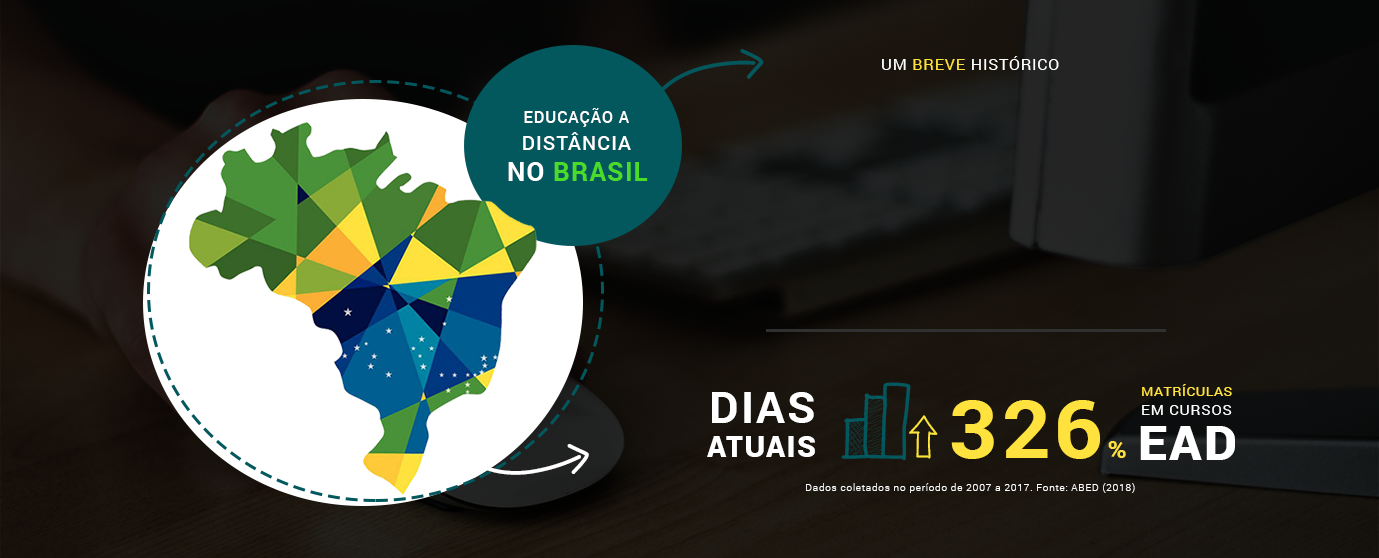 EDUCAÇÃO A
DISTÂNCIA
NO BRASIL
UM BREVE HISTÓRICO
DIAS
ATUAIS
326%
MATRÍCULAS
EM CURSOS
EAD
Dados coletados no período de 2007 a 2017. Fonte: ABED (2018)